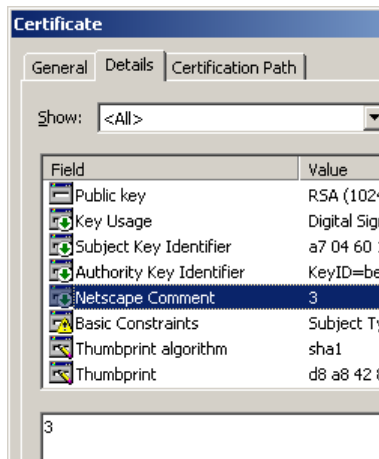 Certificate
General Details Certification Path
Show: <All>
Field Value
Public key RSA (1024
Key Usage Digital Sig
Subject Key Identifier a7 04 60
Authority Key Identifier KeyID=be
Netscape Comment 3
Basic Constraints Subject Ty
Thumbprint algorithm sha1
Thumbprint d8 a8 42 8
3